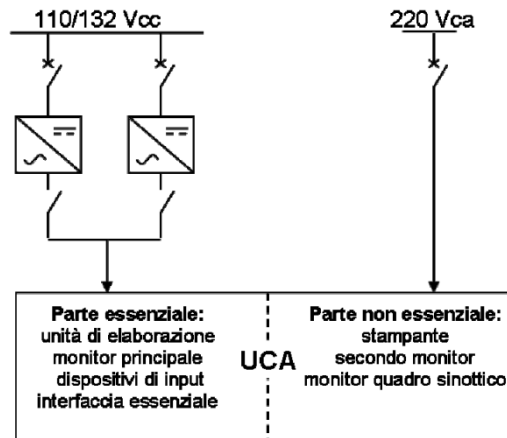 110/132 Vcc
220 Vca
Parte essenziale:
unità di elaborazione
monitor principale
dispositivi di input
interfaccia essenziale
UCA
Parte non essenziale:
stampante
secondo monitor
monitor quadro sinottico